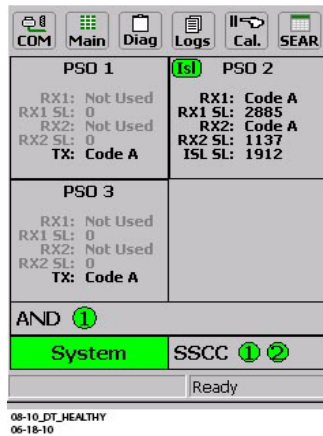 COM Main Diag Logs Cal. SEAR
PSO 1
RX1: Not Used
RX1 SL: 0
RX2: Not Used
RX2 SL: 0
TX: Code A
Isl PSO 2
RX1: Code A
RX1 SL: 2885
RX2: Code A
RX2 SL: 1137
ISL SL: 1912
PSO 3
RX1: Not Used
RX1 SL: 0
RX2: Not Used
RX2 SL: 0
TX: Code A
AND 1
System SSCC 1 2
Ready
08-10_DT_HEALTHY
06-18-10